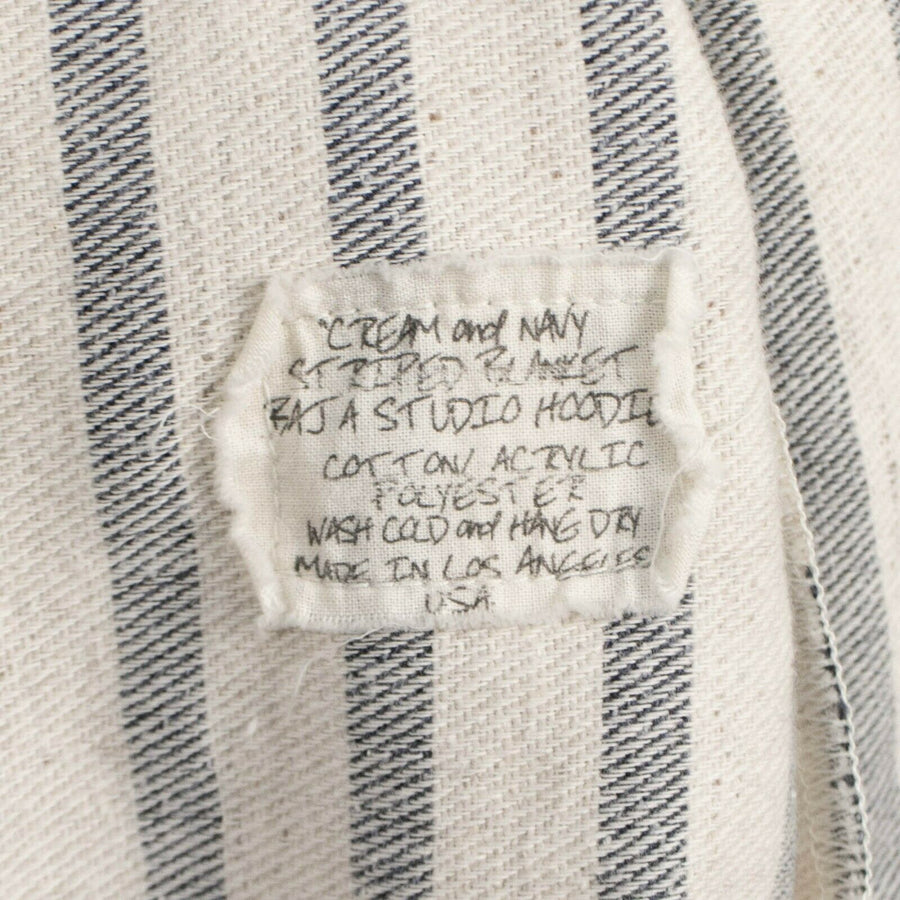 "CREAM and NAVY
STRIPED BLANKET
BAJA STUDIO HOODIE
COTTON/ ACRYLIC
POLYESTER
WASH COLD and HANG DRY
MADE IN LOS ANGELES
USA